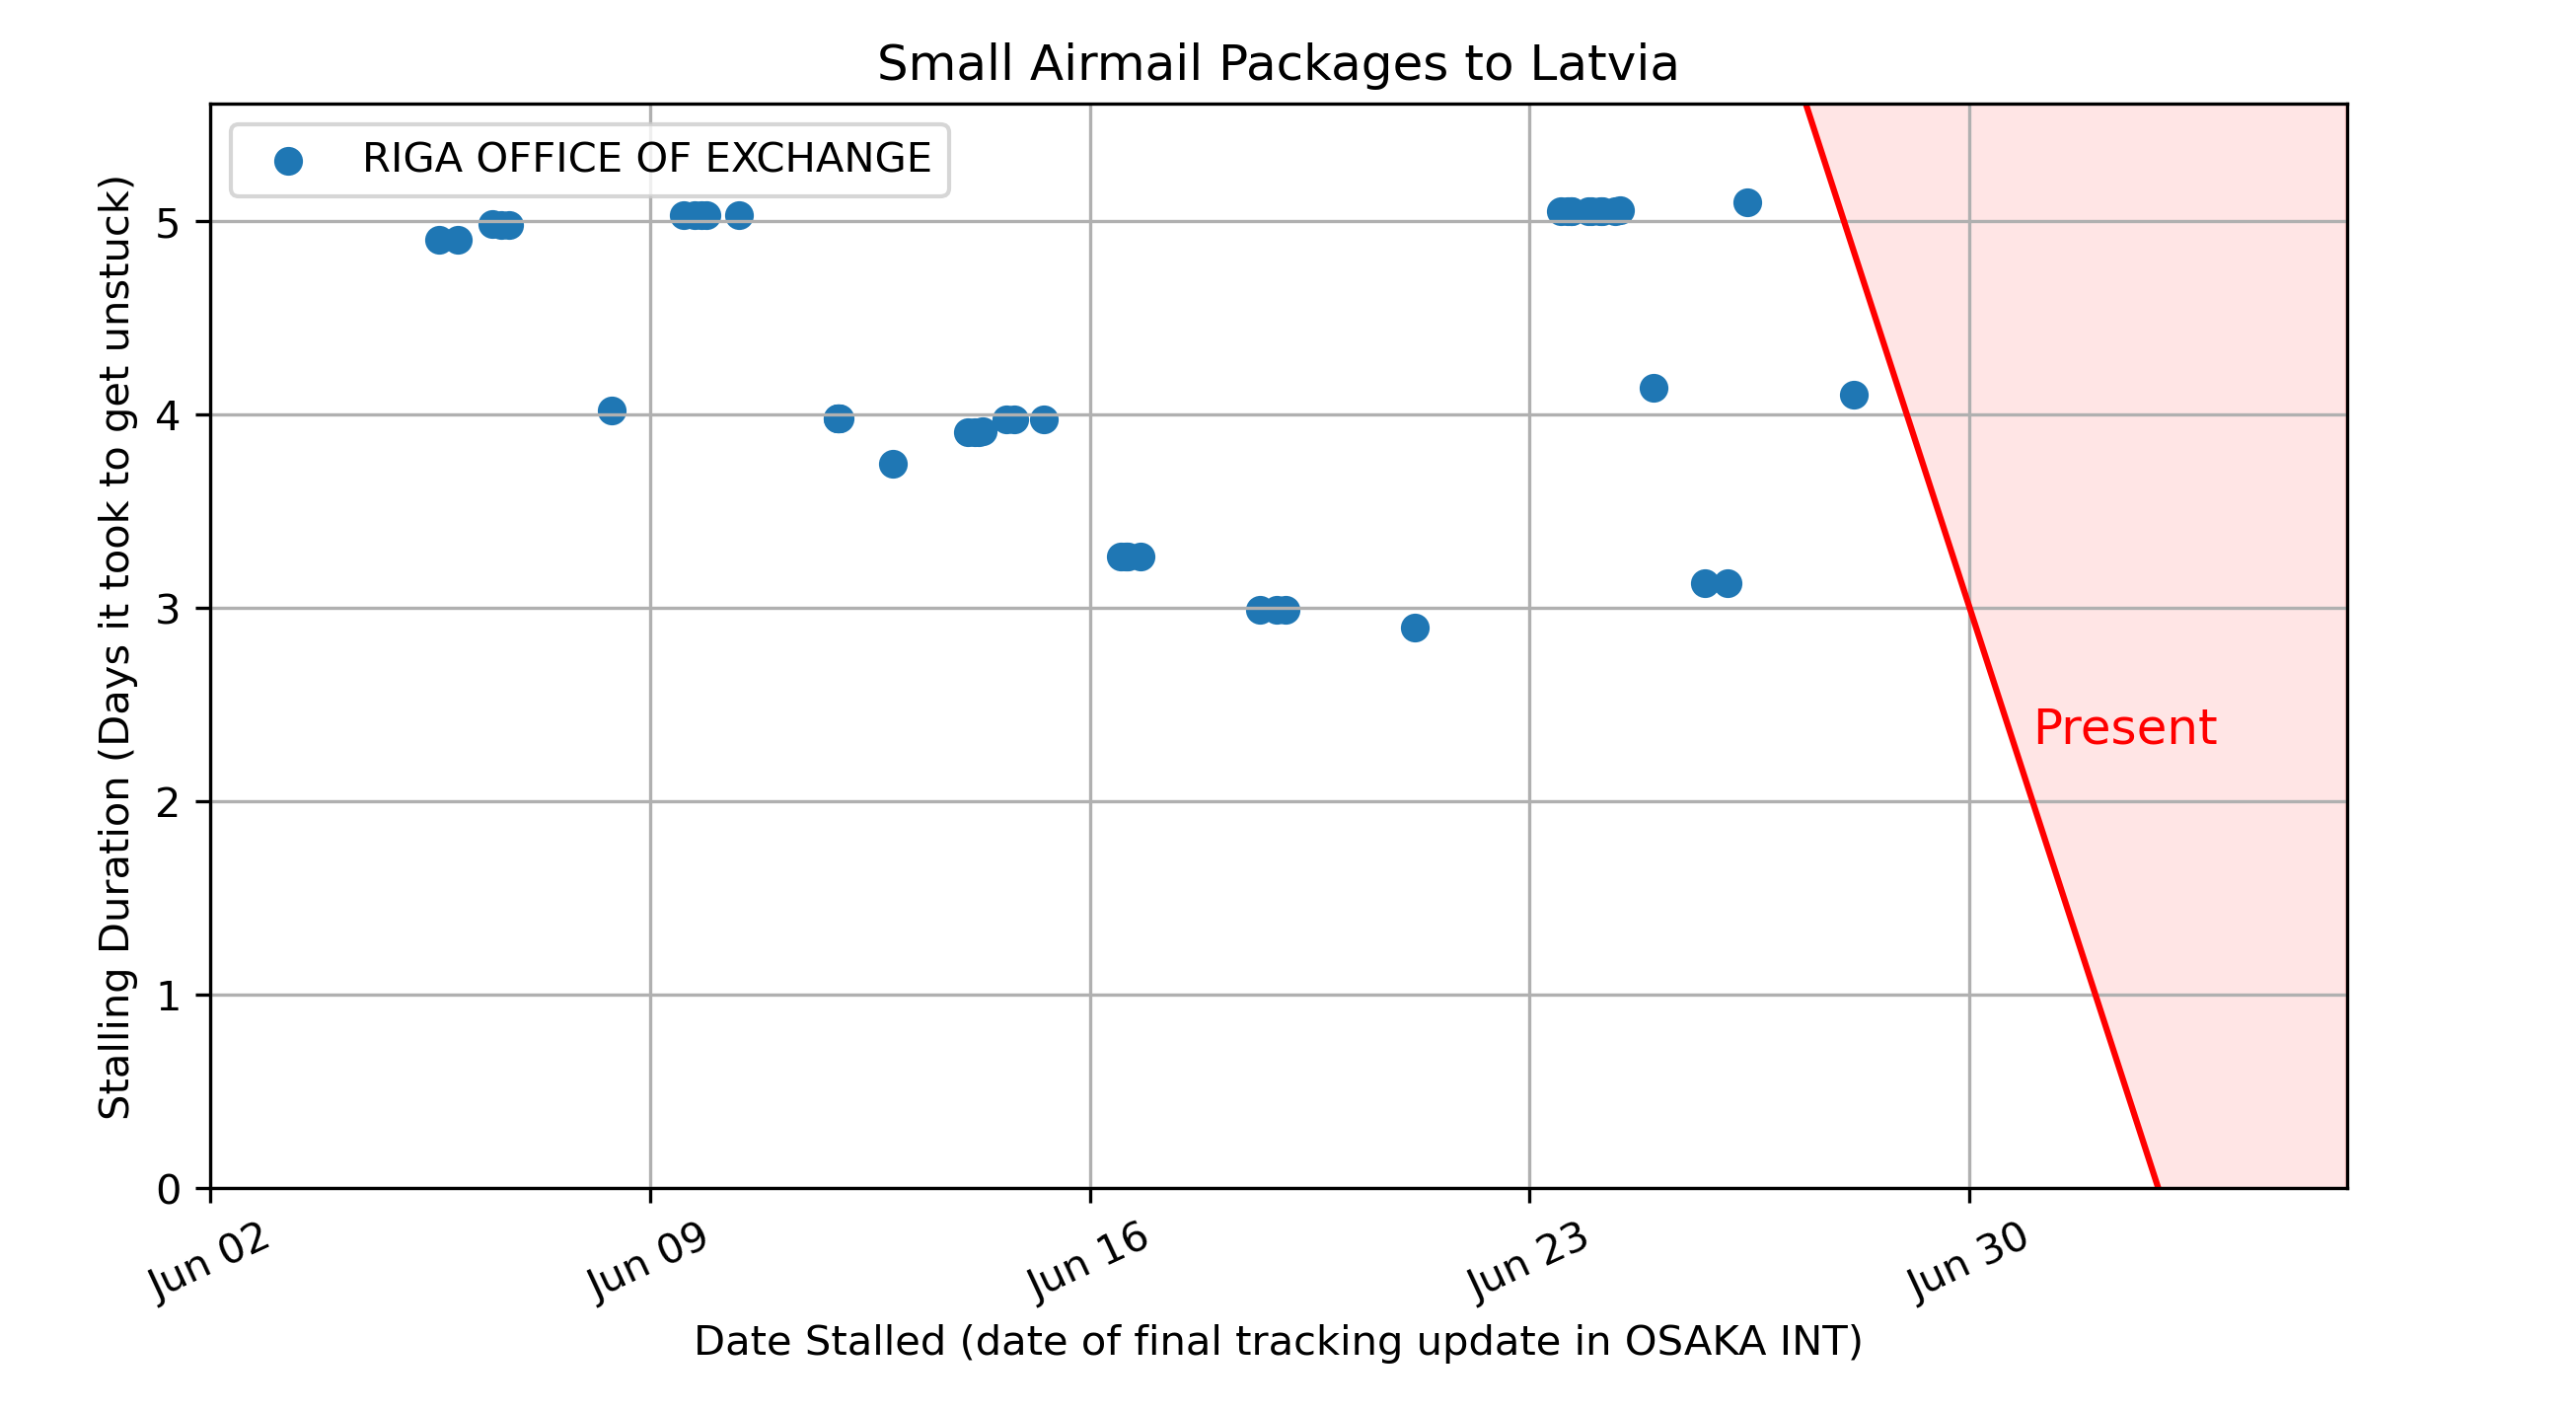 Small Airmail Packages to Latvia
RIGA OFFICE OF EXCHANGE
Stalling Duration (Days it took to get unstuck)
5
4
3
2
1
0
Present
Jun 02
Jun 09
Jun 16
Jun 23
Jun 30
Date Stalled (date of final tracking update in OSAKA INT)